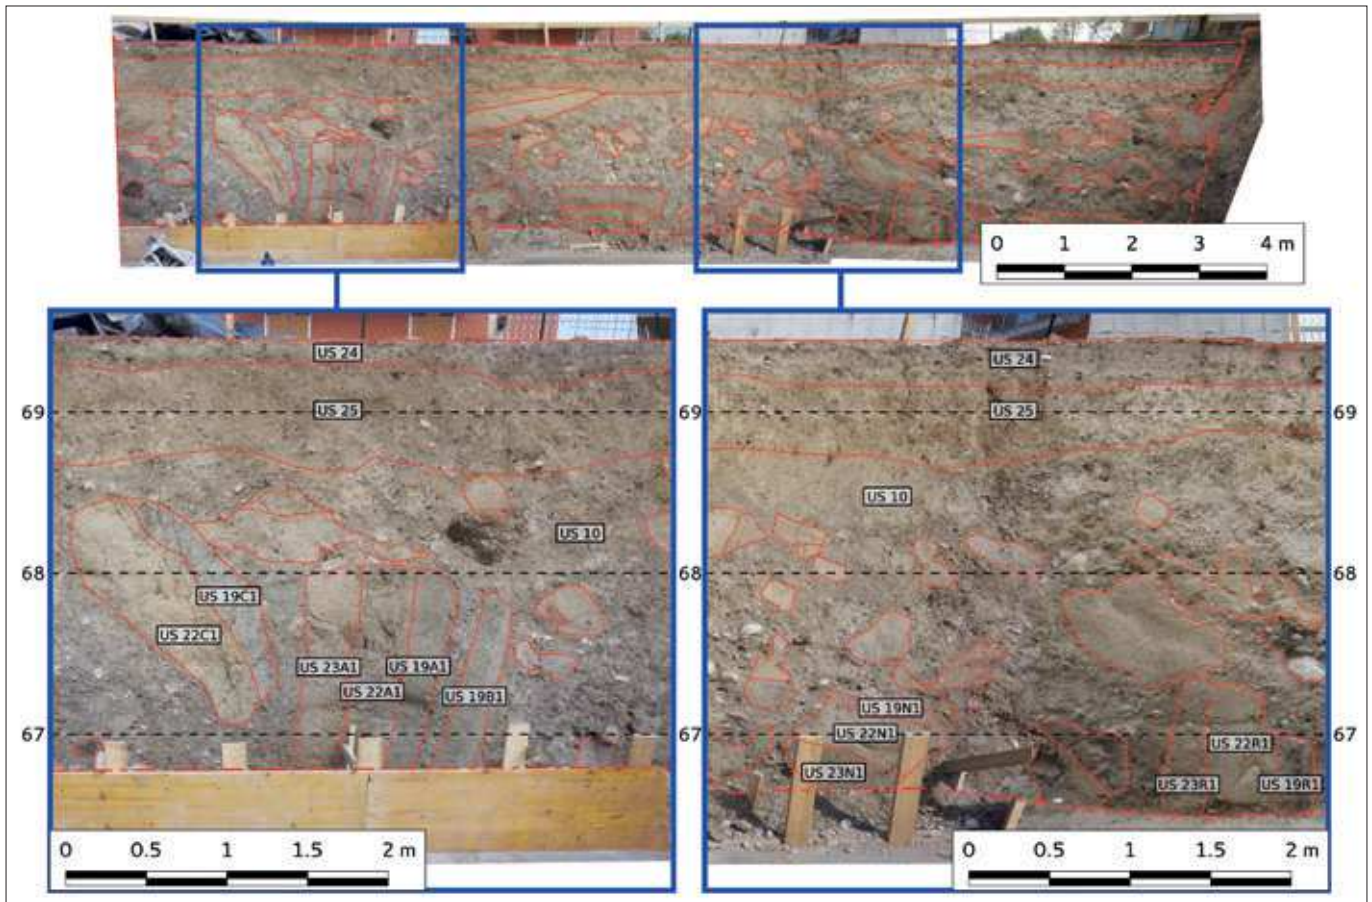 0 1 2 3 4 m
US 24
US 25
69
US 10
68
US 19C1
US 22C1
US 23A1
US 19A1
US 22A1
US 19B1
67
0 0.5 1 1.5 2 m
US 24
69
US 25
69
US 10
68
68
US 19N1
67
US 22N1
67
US 22R1
US 23N1
US 23R1
US 19R1
0 0.5 1 1.5 2 m